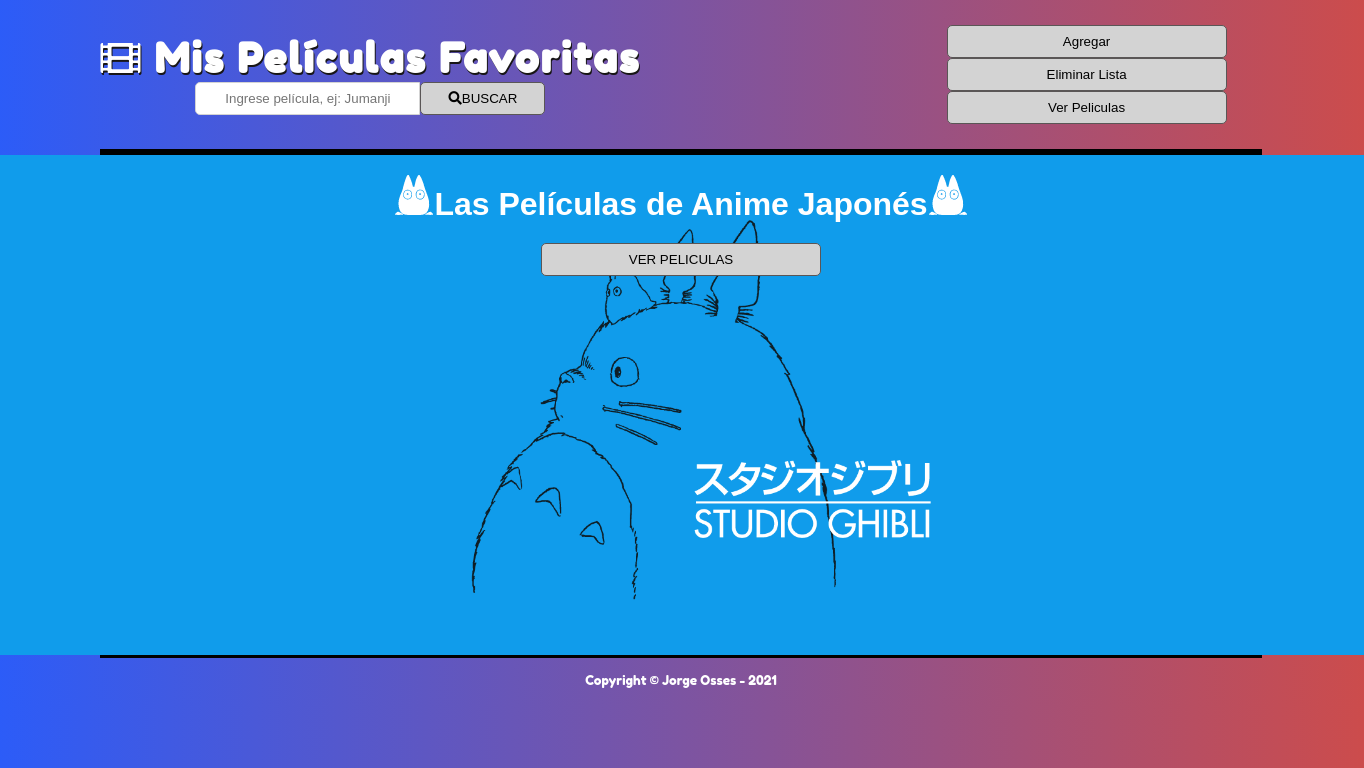 Mis Películas Favoritas
Ingrese película, ej: Jumanji
BUSCAR
Agregar
Eliminar Lista
Ver Peliculas
Las Películas de Anime Japonés
VER PELICULAS
スタジオジブリ
STUDIO GHIBLI
Copyright © Jorge Osses - 2021